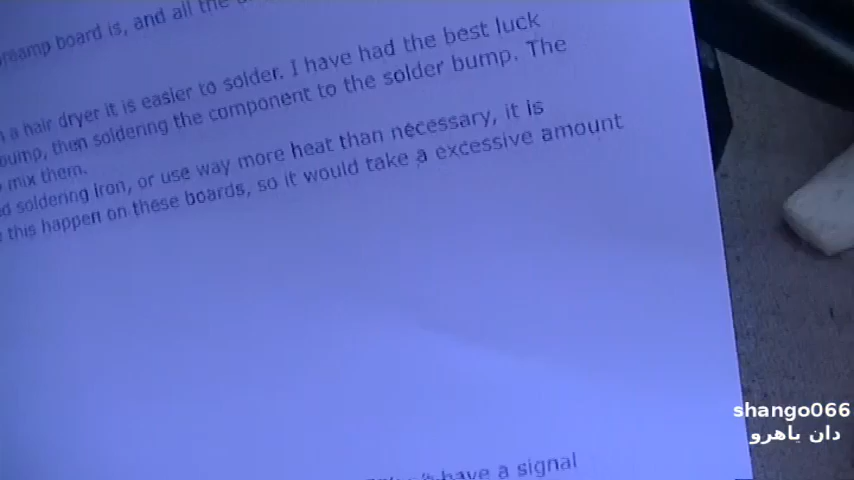 board is, and all the
a hair dryer it is easier to solder. I have had the best luck
bump, then soldering the component to the solder bump. The
mix them.
soldering iron, or use way more heat than necessary, it is
this happen on these boards, so it would take a excessive amount
have a signal
shango066
دان ياهرو